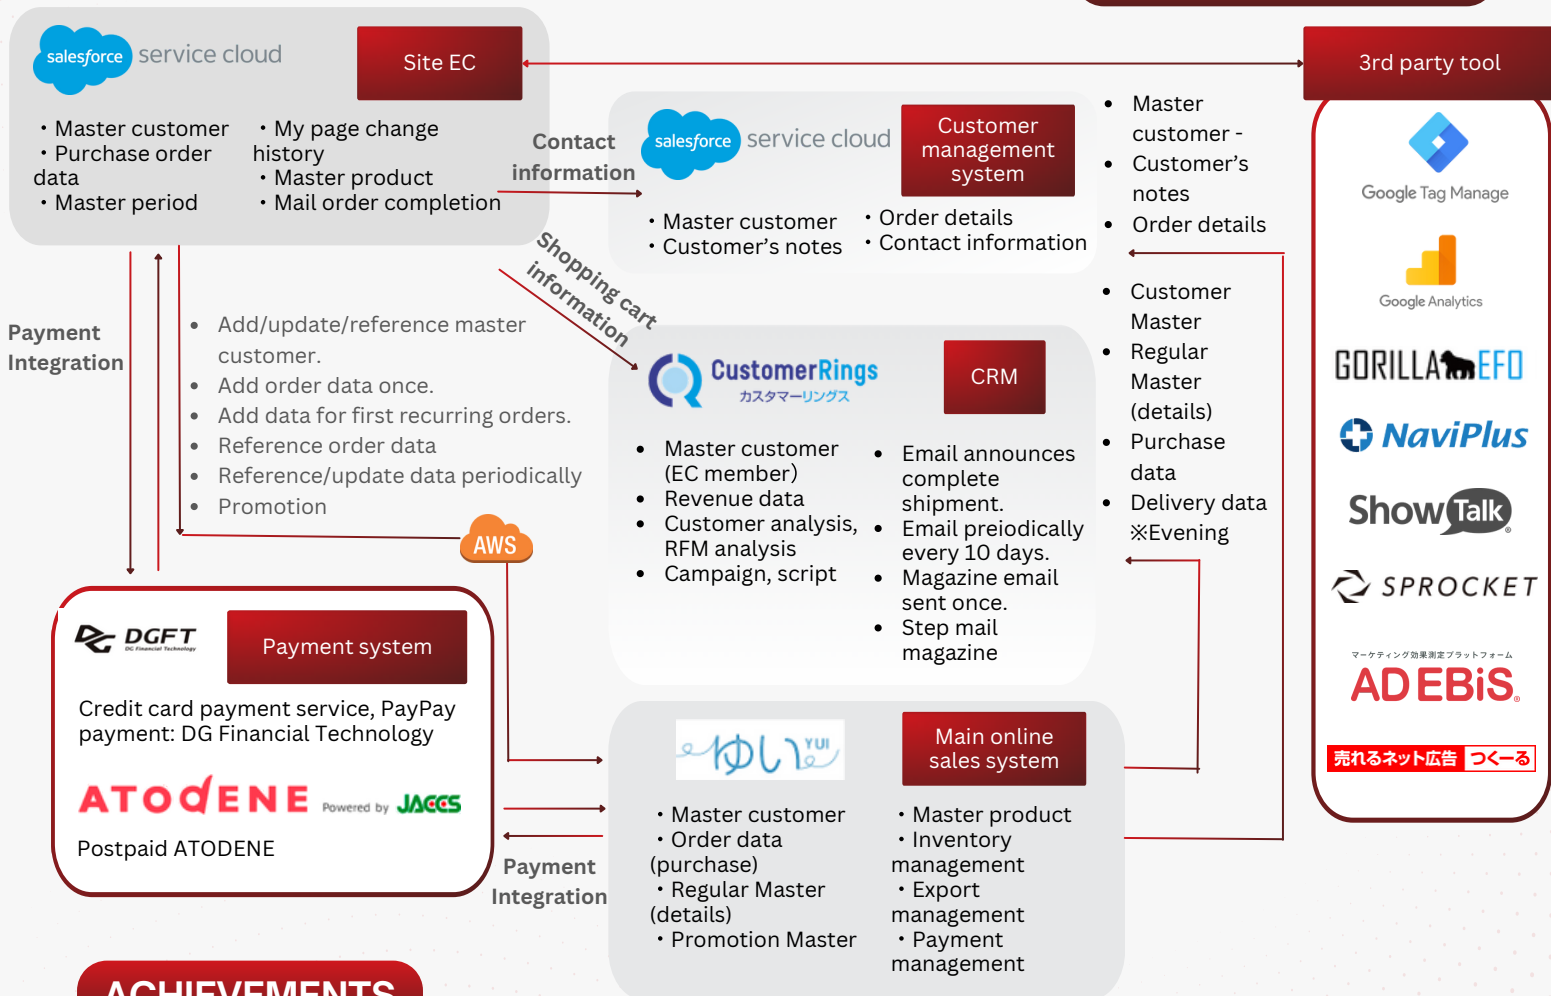 salesforce service cloud
Site EC
・Master customer
・Purchase order
data
・Master period
・My page change
history
・Master product
・Mail order completion
3rd party tool
Contact
information
salesforce service cloud
Customer
management
system
・Master customer
・Customer's notes
・Order details
・Contact information
• Master
customer -
• Customer's
notes
• Order details
Shopping cart
information
Payment
Integration
• Add/update/reference master
customer.
• Add order data once.
• Add data for first recurring orders.
• Reference order data
• Reference/update data periodically
• Promotion
AWS
CustomerRings
カスタマーリングス
CRM
• Master customer
(EC member)
• Revenue data
• Customer analysis,
RFM analysis
• Campaign, script
• Email announces
complete
shipment.
• Email preiodically
every 10 days.
• Magazine email
sent once.
• Step mail
magazine
• Customer
Master
• Regular
Master
(details)
• Purchase
data
• Delivery data
※Evening
Google Tag Manage
Google Analytics
GORILLA EFO
NaviPlus
ShowTalk
SPROCKET
マーケティング効果測定プラットフォーム
AD EBiS
売れるネット広告 つくーる
DGFT
DG Financial Technology
Payment system
Credit card payment service, PayPay
payment: DG Financial Technology
ATODENE Powered by JACCS
Postpaid ATODENE
Payment
Integration
ゆい YUI
Main online
sales system
・Master customer
・Order data
(purchase)
・Regular Master
(details)
・Promotion Master
・Master product
・Inventory
management
・Export
management
・Payment
management
ACHIEVEMENTS